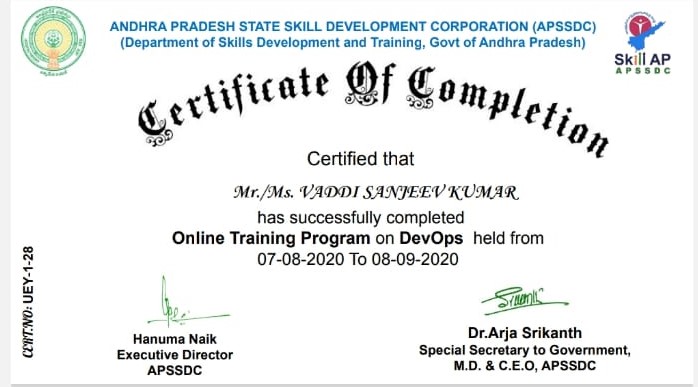 ANDHRA PRADESH STATE SKILL DEVELOPMENT CORPORATION (APSSDC)
(Department of Skills Development and Training, Govt of Andhra Pradesh)
Skill AP
APSSDC
Certificate Of Completion
Certified that
Mr./Ms. VADDI SANJEEV KUMAR
has successfully completed
Online Training Program on DevOps held from
07-08-2020 To 08-09-2020
CERT.NO: UEY-1-28
Hanuma Naik
Executive Director
APSSDC
Dr.Arja Srikanth
Special Secretary to Government,
M.D. & C.E.O, APSSDC